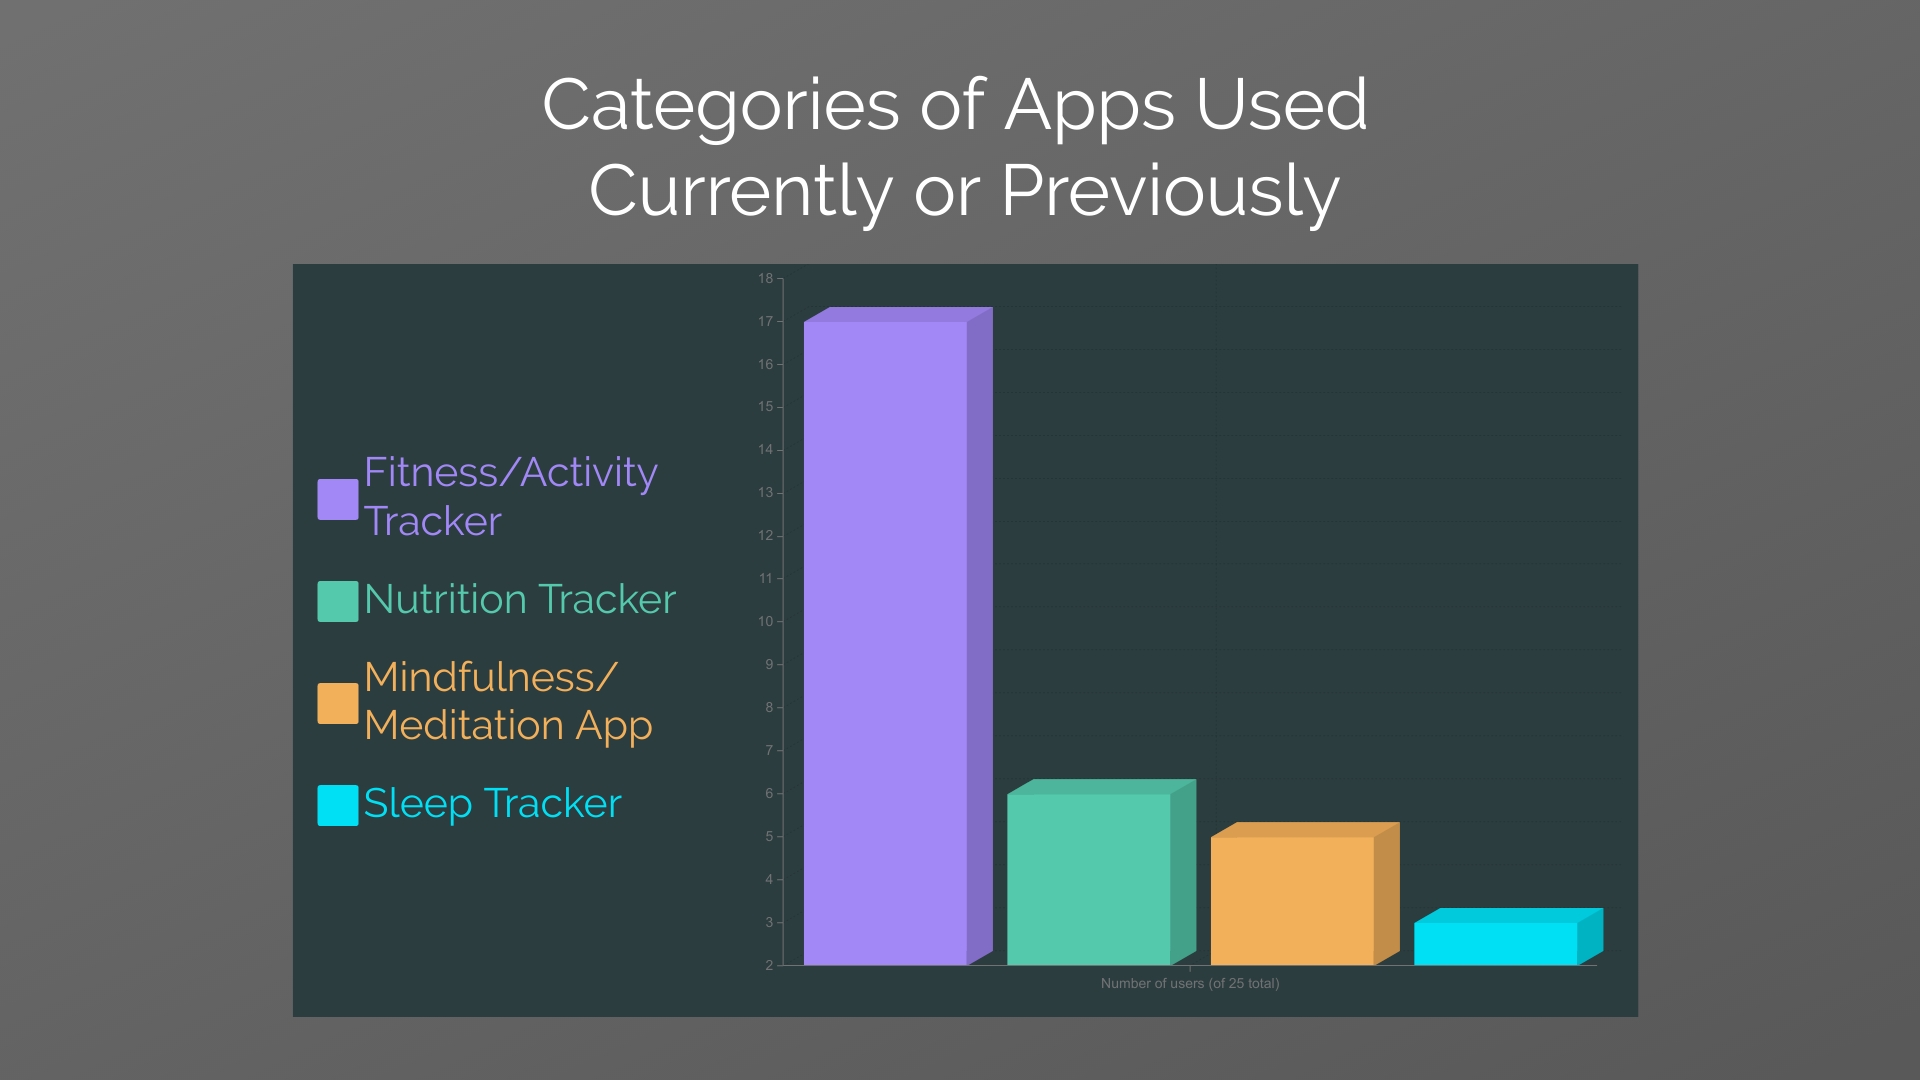 Categories of Apps Used
Currently or Previously
Fitness/Activity
Tracker
Nutrition Tracker
Mindfulness/
Meditation App
Sleep Tracker
18
17
16
15
14
13
12
11
10
9
8
7
6
5
4
3
2
Number of users (of 25 total)